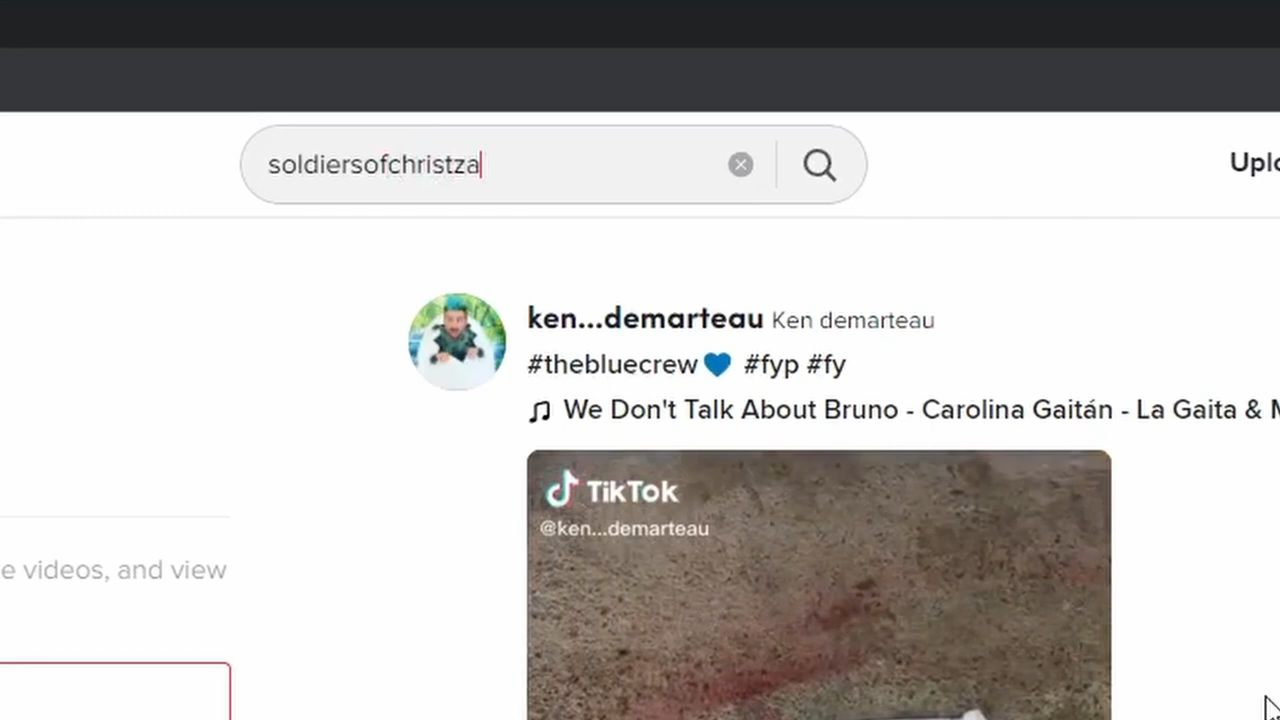 soldiersofchristza
Uplo
ken...demarteau Ken demarteau
#thebluecrew💙 #fyp #fy
We Don't Talk About Bruno - Carolina Gaitán - La Gaita & M
TikTok
@ken...demarteau
e videos, and view